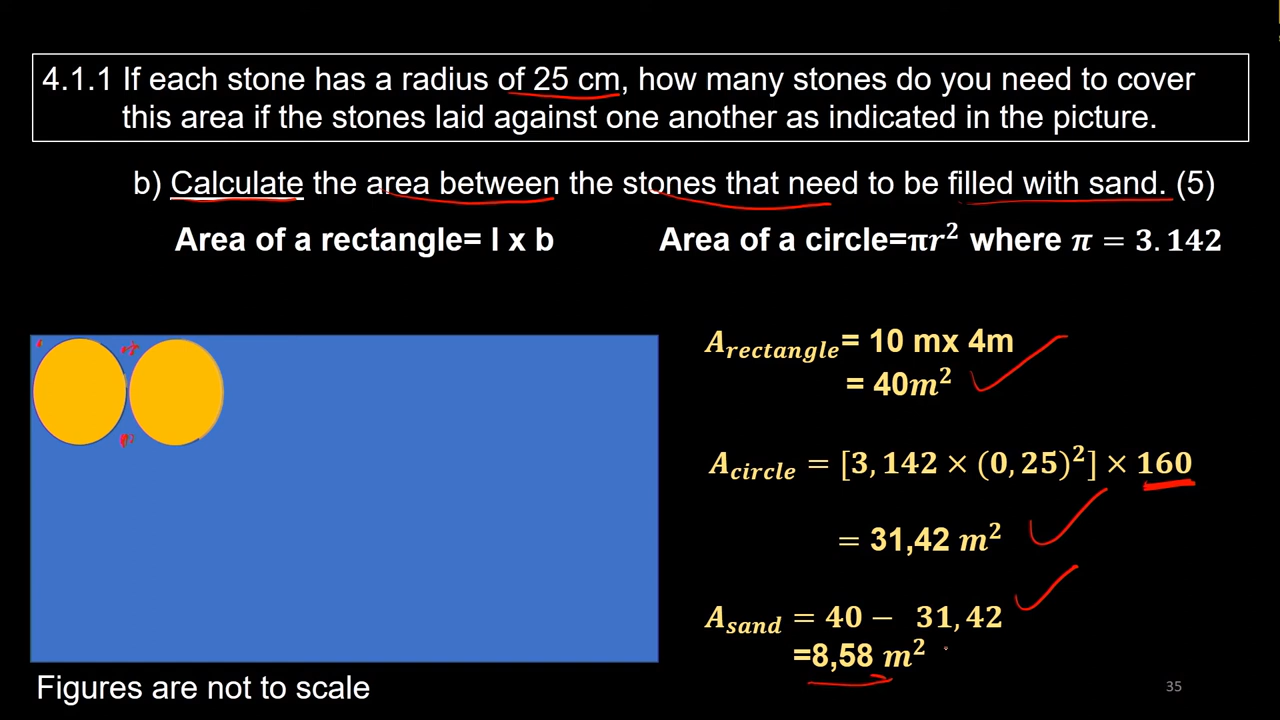 4.1.1 If each stone has a radius of 25 cm, how many stones do you need to cover
this area if the stones laid against one another as indicated in the picture.
b) Calculate the area between the stones that need to be filled with sand. (5)
Area of a rectangle= l x b
Area of a circle=πr² where π = 3.142
A_rectangle= 10 mx 4m
= 40m²
A_circle = [3,142 × (0,25)²] × 160
= 31,42 m²
A_sand = 40 − 31,42
=8,58 m²
Figures are not to scale
35